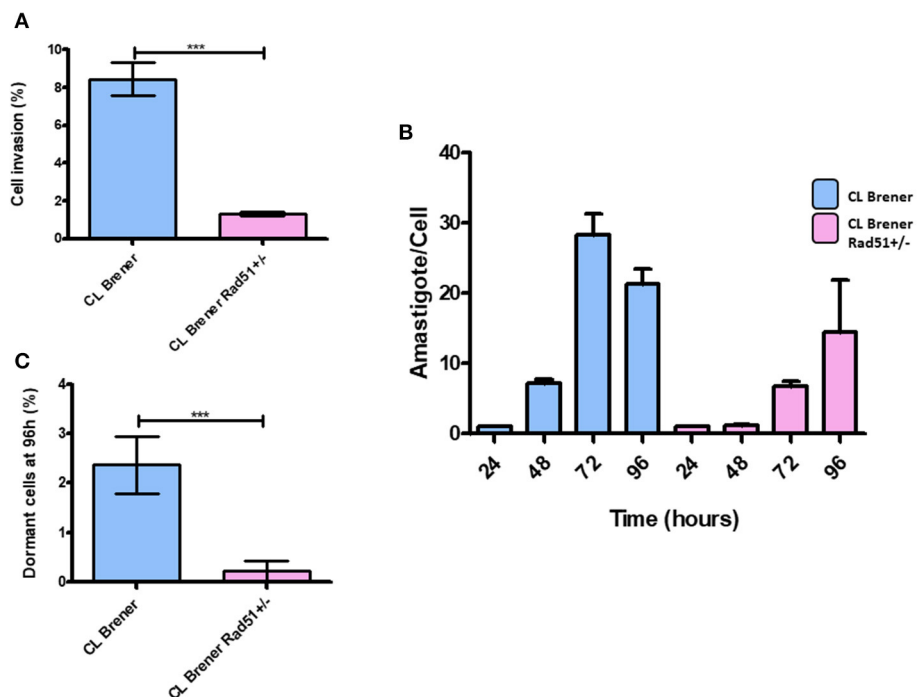 A
Cell invasion (%)
10
8
6
4
2
0
***
CL Brener
CL Brener Rad51+/-
B
Amastigote/Cell
40
30
20
10
0
24
48
72
96
24
48
72
96
Time (hours)
CL Brener
CL Brener
Rad51+/-
C
Dormant cells at 96h (%)
4
3
2
1
0
***
CL Brener
CL Brener Rad51+/-